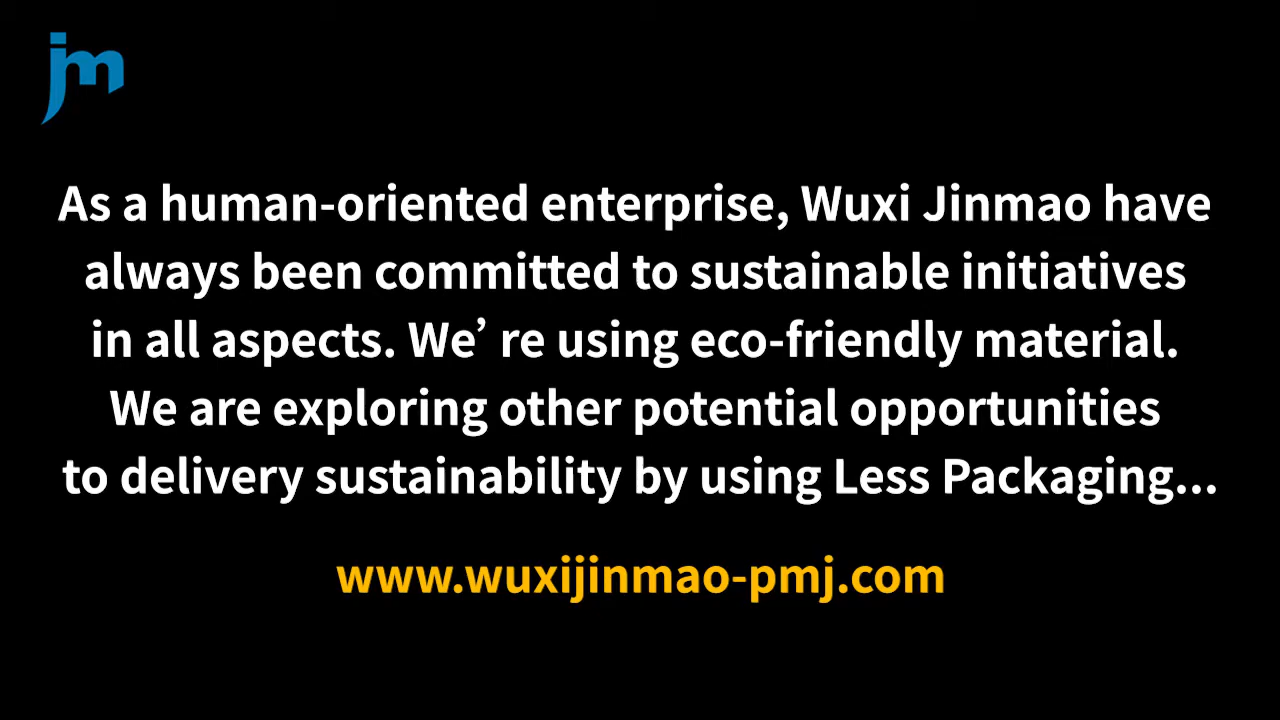 jm
As a human-oriented enterprise, Wuxi Jinmao have
always been committed to sustainable initiatives
in all aspects. We’ re using eco-friendly material.
We are exploring other potential opportunities
to delivery sustainability by using Less Packaging...
www.wuxijinmao-pmj.com